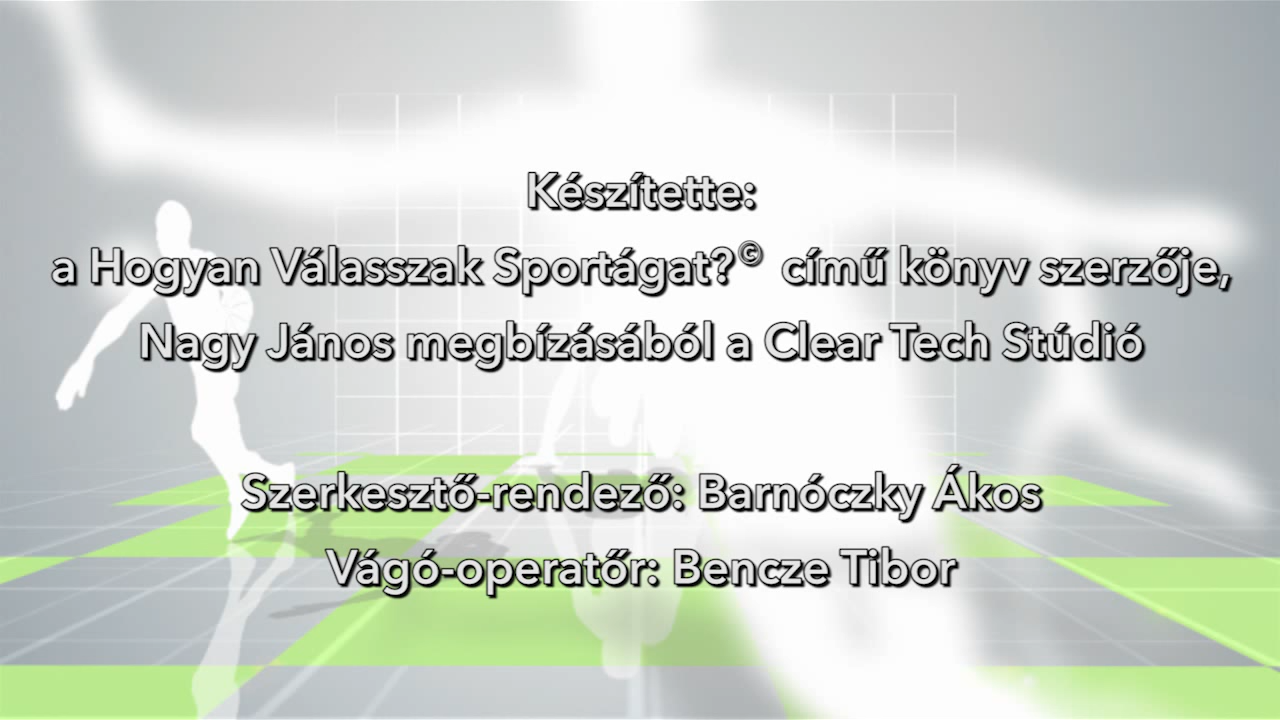 Készítette:
a Hogyan Válasszak Sportágat?© című könyv szerzője,
Nagy János megbízásából a Clear Tech Stúdió
Szerkesztő-rendező: Barnóczky Ákos
Vágó-operatőr: Bencze Tibor